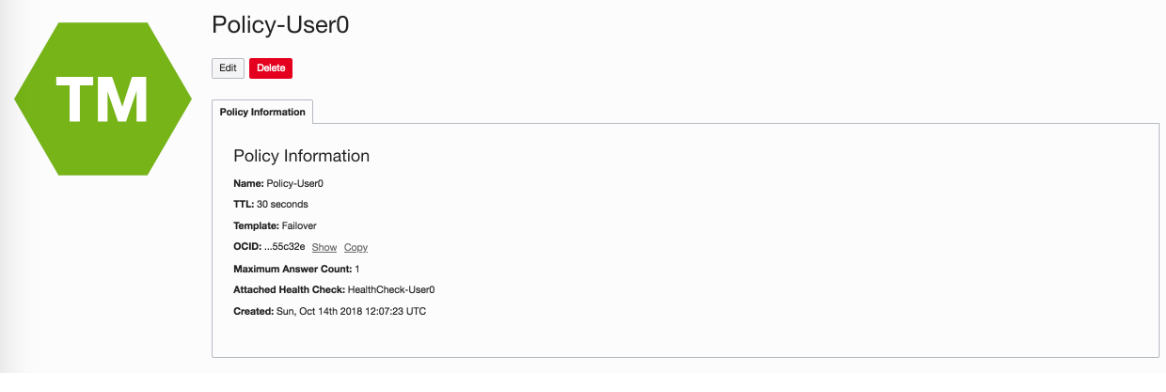 TM
Policy-User0
Edit Delete
Policy Information
Policy Information
Name: Policy-User0
TTL: 30 seconds
Template: Failover
OCID: ...55c32e Show Copy
Maximum Answer Count: 1
Attached Health Check: HealthCheck-User0
Created: Sun, Oct 14th 2018 12:07:23 UTC